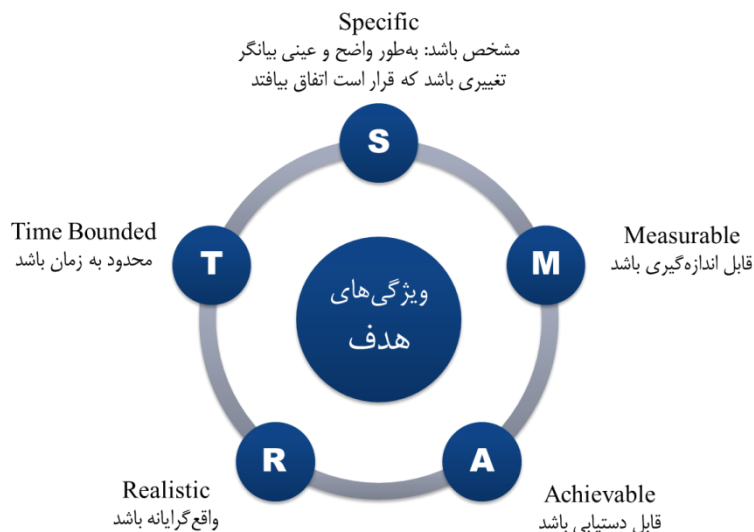 Specific
مشخص باشد: به‌طور واضح و عینی بیانگر
تغییری باشد که قرار است اتفاق بیافتد
S
Time Bounded
محدود به زمان باشد
T
Measurable
قابل اندازه‌گیری باشد
M
ویژگی‌های
هدف
R
Realistic
واقع‌گرایانه باشد
A
Achievable
قابل دستیابی باشد